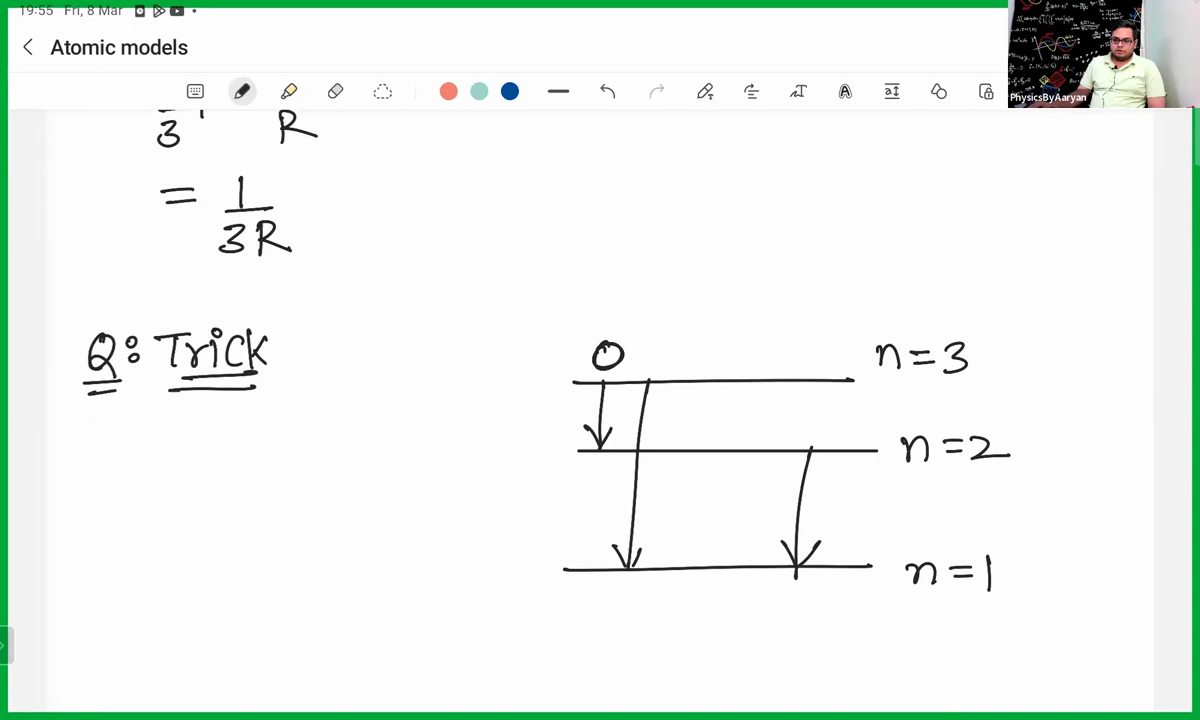 19:55 Fri, 8 Mar
Atomic models
PhysicsByAaryan
3 R
= 1
3R
Q: Trick
n=3
n=2
n=1